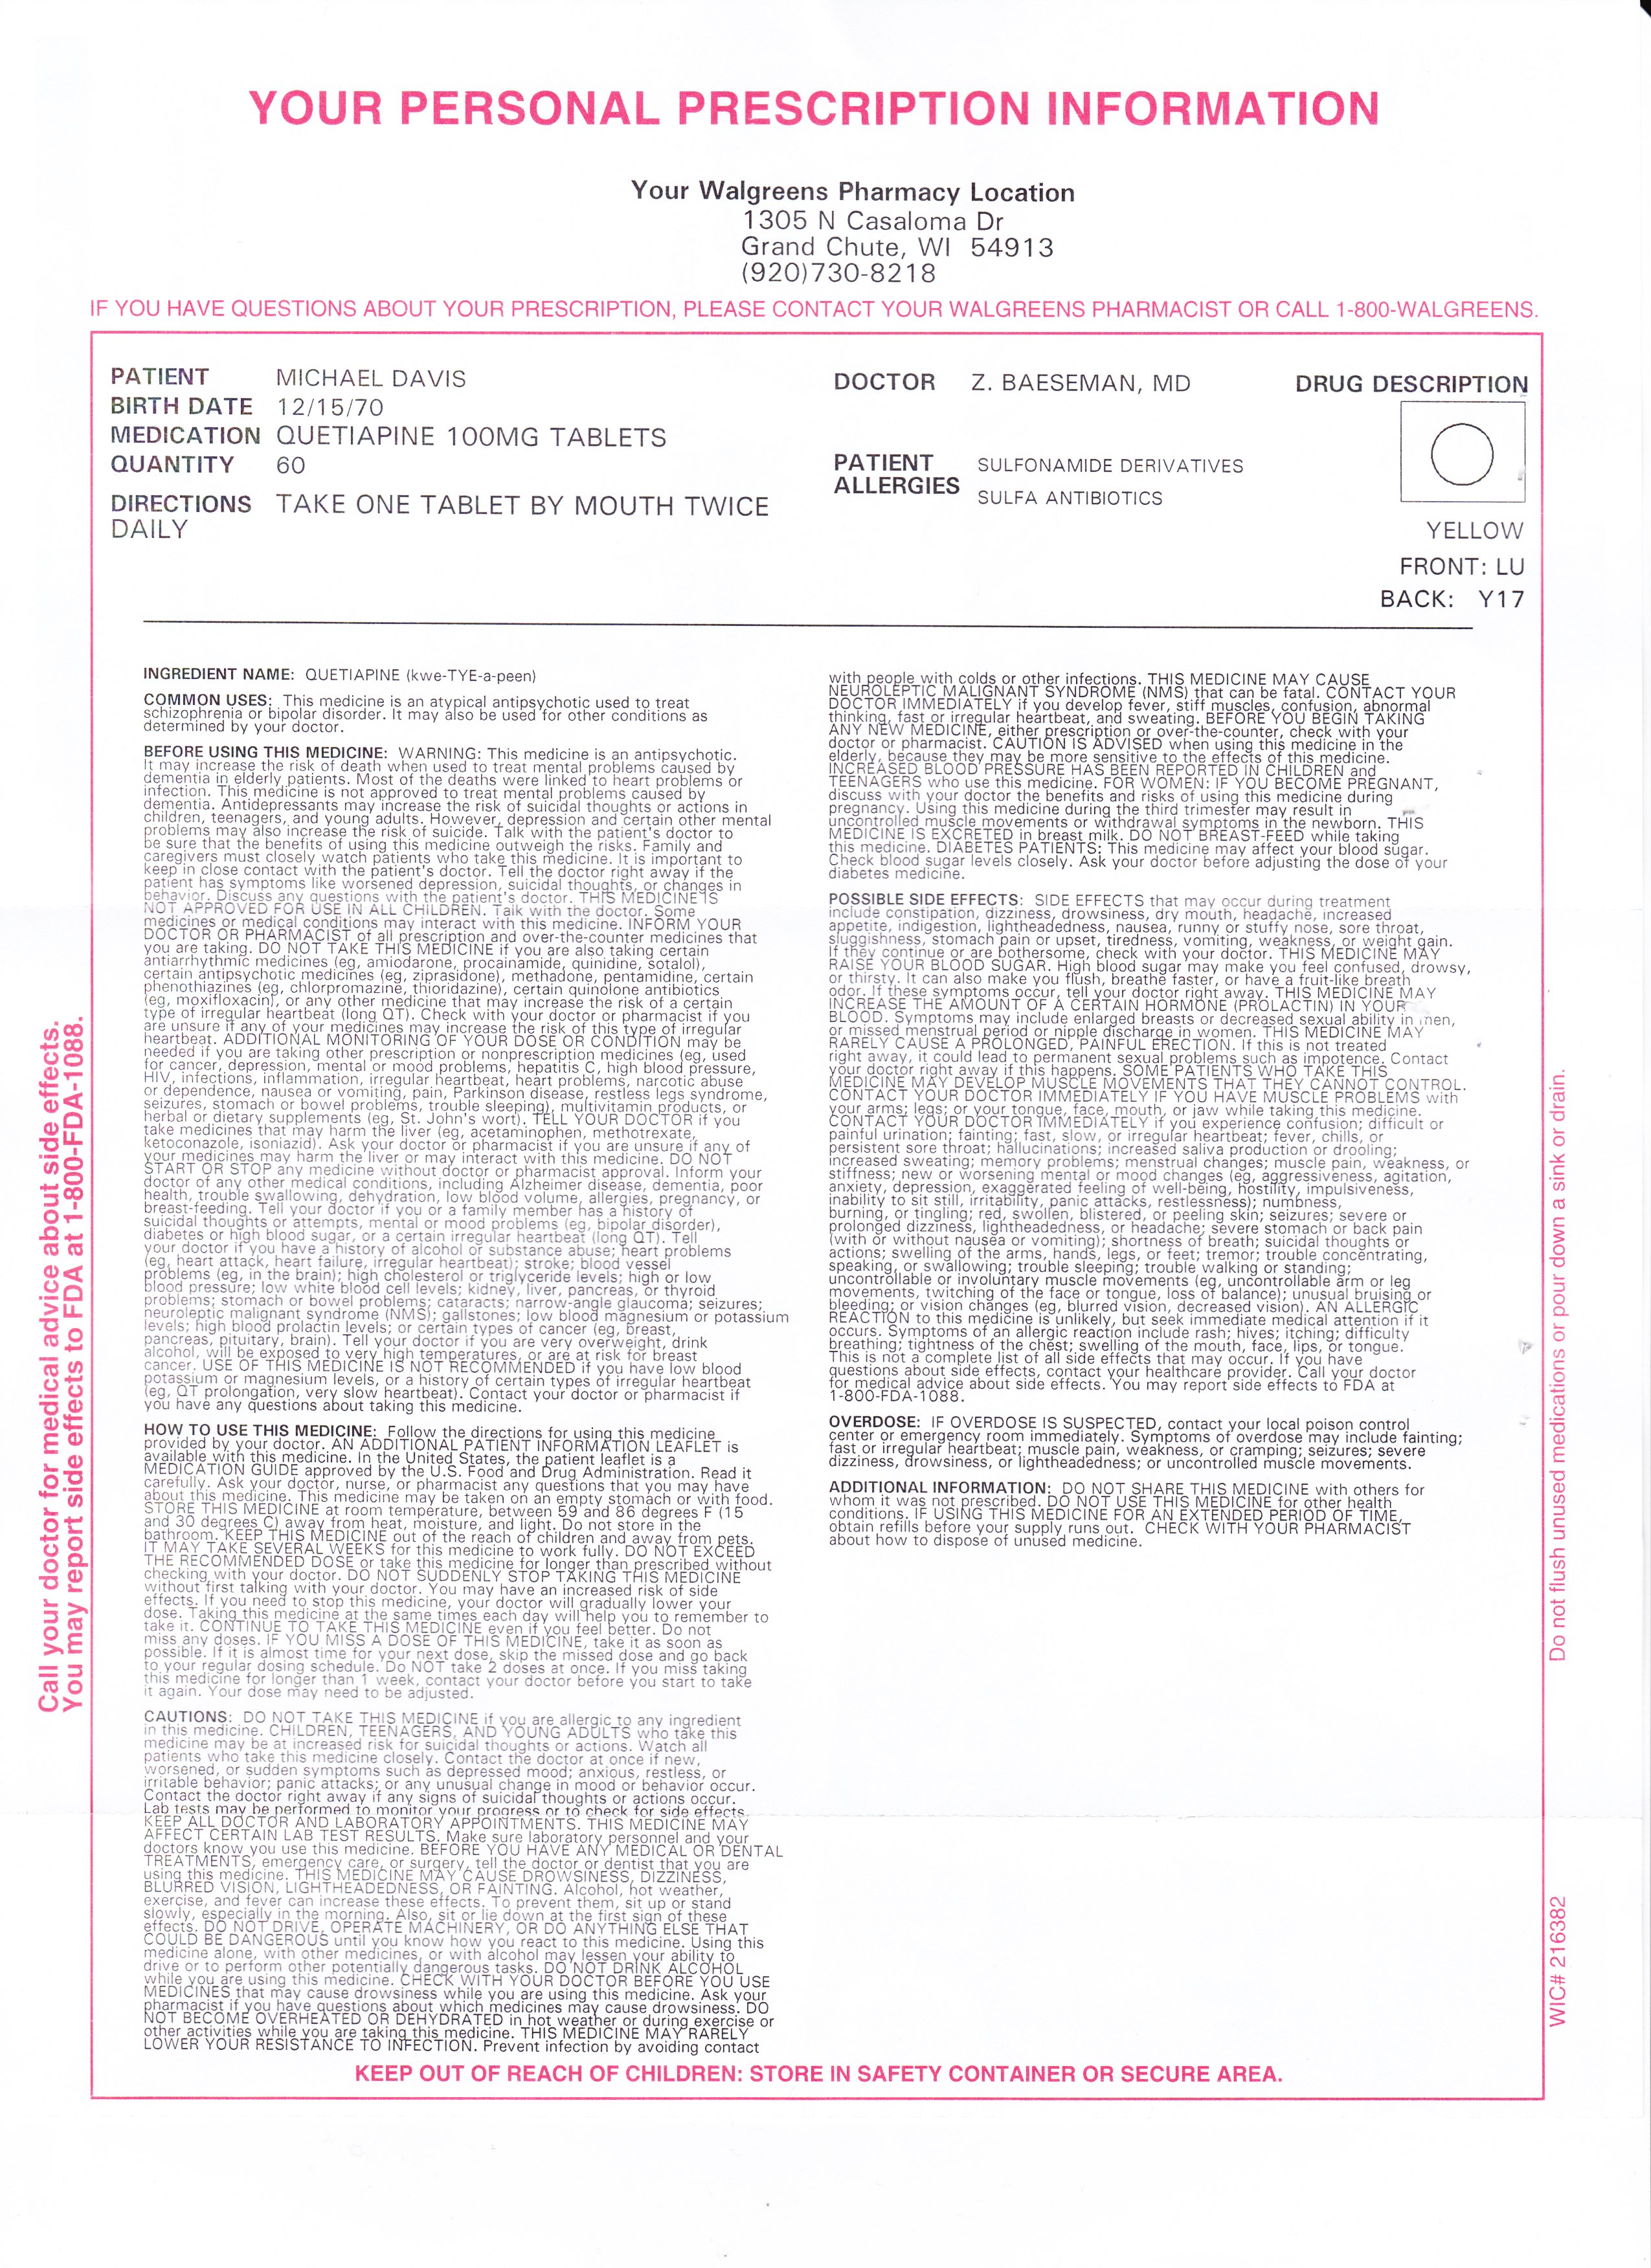 YOUR PERSONAL PRESCRIPTION INFORMATION
Your Walgreens Pharmacy Location
1305 N Casaloma Dr
Grand Chute, WI 54913
(920)730-8218
IF YOU HAVE QUESTIONS ABOUT YOUR PRESCRIPTION, PLEASE CONTACT YOUR WALGREENS PHARMACIST OR CALL 1-800-WALGREENS.
PATIENT MICHAEL DAVIS
BIRTH DATE 12/15/70
MEDICATION QUETIAPINE 100MG TABLETS
QUANTITY 60
DIRECTIONS TAKE ONE TABLET BY MOUTH TWICE
DAILY
DOCTOR Z. BAESEMAN, MD
PATIENT
ALLERGIES
SULFONAMIDE DERIVATIVES
SULFA ANTIBIOTICS
DRUG DESCRIPTION
YELLOW
FRONT: LU
BACK: Y17
INGREDIENT NAME: QUETIAPINE (kwe-TYE-a-peen)
COMMON USES: This medicine is an atypical antipsychotic used to treat
schizophrenia or bipolar disorder. It may also be used for other conditions as
determined by your doctor.
BEFORE USING THIS MEDICINE: WARNING: This medicine is an antipsychotic.
It may increase the risk of death when used to treat mental problems caused by
dementia in elderly patients. Most of the deaths were linked to heart problems or
infection. This medicine is not approved to treat mental problems caused by
dementia. Antidepressants may increase the risk of suicidal thoughts or actions in
children, teenagers, and young adults. However, depression and certain other mental
problems may also increase the risk of suicide. Talk with the patient's doctor to
be sure that the benefits of using this medicine outweigh the risks. Family and
caregivers must closely watch patients who take this medicine. It is important to
keep in close contact with the patient's doctor. Tell the doctor right away if the
patient has symptoms like worsened depression, suicidal thoughts, or changes in
behavior. Discuss any questions with the patient's doctor. THIS MEDICINE IS
NOT APPROVED FOR USE IN ALL CHILDREN. Talk with the doctor. Some
medicines or medical conditions may interact with this medicine. INFORM YOUR
DOCTOR OR PHARMACIST of all prescription and over-the-counter medicines that
you are taking. DO NOT TAKE THIS MEDICINE if you are also taking certain
antiarrhythmic medicines (eg, amiodarone, procainamide, quinidine, sotalol),
certain antipsychotic medicines (eg, ziprasidone), methadone, pentamidine, certain
phenothiazines (eg, chlorpromazine, thioridazine), certain quinolone antibiotics
(eg, moxifloxacin), or any other medicine that may increase the risk of a certain
type of irregular heartbeat (long QT). Check with your doctor or pharmacist if you
are unsure if any of your medicines may increase the risk of this type of irregular
heartbeat. ADDITIONAL MONITORING OF YOUR DOSE OR CONDITION may be
needed if you are taking other prescription or nonprescription medicines (eg, used
for cancer, depression, mental or mood problems, hepatitis C, high blood pressure,
HIV, infections, inflammation, irregular heartbeat, heart problems, narcotic abuse
or dependence, nausea or vomiting, pain, Parkinson disease, restless legs syndrome,
seizures, stomach or bowel problems, trouble sleeping), multivitamin products, or
herbal or dietary supplements (eg, St. John's wort). TELL YOUR DOCTOR if you
take medicines that may harm the liver (eg, acetaminophen, methotrexate,
ketoconazole, isoniazid). Ask your doctor or pharmacist if you are unsure if any of
your medicines may harm the liver or may interact with this medicine. DO NOT
START OR STOP any medicine without doctor or pharmacist approval. Inform your
doctor of any other medical conditions, including Alzheimer disease, dementia, poor
health, trouble swallowing, dehydration, low blood volume, allergies, pregnancy, or
breast-feeding. Tell your doctor if you or a family member has a history of
suicidal thoughts or attempts, mental or mood problems (eg, bipolar disorder),
diabetes or high blood sugar, or a certain irregular heartbeat (long QT). Tell
your doctor if you have a history of alcohol or substance abuse; heart problems
(eg, heart attack, heart failure, irregular heartbeat); stroke; blood vessel
problems (eg, in the brain); high cholesterol or triglyceride levels; high or low
blood pressure; low white blood cell levels; kidney, liver, pancreas, or thyroid
problems; stomach or bowel problems; cataracts; narrow-angle glaucoma; seizures;
neuroleptic malignant syndrome (NMS); gallstones; low blood magnesium or potassium
levels; high blood prolactin levels; or certain types of cancer (eg, breast,
pancreas, pituitary, brain). Tell your doctor if you are very overweight, drink
alcohol, will be exposed to very high temperatures, or are at risk for breast
cancer. USE OF THIS MEDICINE IS NOT RECOMMENDED if you have low blood
potassium or magnesium levels, or a history of certain types of irregular heartbeat
(eg, QT prolongation, very slow heartbeat). Contact your doctor or pharmacist if
you have any questions about taking this medicine.
HOW TO USE THIS MEDICINE: Follow the directions for using this medicine
provided by your doctor. AN ADDITIONAL PATIENT INFORMATION LEAFLET is
available with this medicine. In the United States, the patient leaflet is a
MEDICATION GUIDE approved by the U.S. Food and Drug Administration. Read it
carefully. Ask your doctor, nurse, or pharmacist any questions that you may have
about this medicine. This medicine may be taken on an empty stomach or with food.
STORE THIS MEDICINE at room temperature, between 59 and 86 degrees F (15
and 30 degrees C) away from heat, moisture, and light. Do not store in the
bathroom. KEEP THIS MEDICINE out of the reach of children and away from pets.
IT MAY TAKE SEVERAL WEEKS for this medicine to work fully. DO NOT EXCEED
THE RECOMMENDED DOSE or take this medicine for longer than prescribed without
checking with your doctor. DO NOT SUDDENLY STOP TAKING THIS MEDICINE
without first talking with your doctor. You may have an increased risk of side
effects. If you need to stop this medicine, your doctor will gradually lower your
dose. Taking this medicine at the same times each day will help you to remember to
take it. CONTINUE TO TAKE THIS MEDICINE even if you feel better. Do not
miss any doses. IF YOU MISS A DOSE OF THIS MEDICINE, take it as soon as
possible. If it is almost time for your next dose, skip the missed dose and go back
to your regular dosing schedule. Do NOT take 2 doses at once. If you miss taking
this medicine for longer than 1 week, contact your doctor before you start to take
it again. Your dose may need to be adjusted.
CAUTIONS: DO NOT TAKE THIS MEDICINE if you are allergic to any ingredient
in this medicine. CHILDREN, TEENAGERS, AND YOUNG ADULTS who take this
medicine may be at increased risk for suicidal thoughts or actions. Watch all
patients who take this medicine closely. Contact the doctor at once if new,
worsened, or sudden symptoms such as depressed mood; anxious, restless, or
irritable behavior; panic attacks; or any unusual change in mood or behavior occur.
Contact the doctor right away if any signs of suicidal thoughts or actions occur.
Lab tests may be performed to monitor your progress or to check for side effects.
KEEP ALL DOCTOR AND LABORATORY APPOINTMENTS. THIS MEDICINE MAY
AFFECT CERTAIN LAB TEST RESULTS. Make sure laboratory personnel and your
doctors know you use this medicine. BEFORE YOU HAVE ANY MEDICAL OR DENTAL
TREATMENTS, emergency care, or surgery, tell the doctor or dentist that you are
using this medicine. THIS MEDICINE MAY CAUSE DROWSINESS, DIZZINESS,
BLURRED VISION, LIGHTHEADEDNESS, OR FAINTING. Alcohol, hot weather,
exercise, and fever can increase these effects. To prevent them, sit up or stand
slowly, especially in the morning. Also, sit or lie down at the first sign of these
effects. DO NOT DRIVE, OPERATE MACHINERY, OR DO ANYTHING ELSE THAT
COULD BE DANGEROUS until you know how you react to this medicine. Using this
medicine alone, with other medicines, or with alcohol may lessen your ability to
drive or to perform other potentially dangerous tasks. DO NOT DRINK ALCOHOL
while you are using this medicine. CHECK WITH YOUR DOCTOR BEFORE YOU USE
MEDICINES that may cause drowsiness while you are using this medicine. Ask your
pharmacist if you have questions about which medicines may cause drowsiness. DO
NOT BECOME OVERHEATED OR DEHYDRATED in hot weather or during exercise or
other activities while you are taking this medicine. THIS MEDICINE MAY RARELY
LOWER YOUR RESISTANCE TO INFECTION. Prevent infection by avoiding contact
with people with colds or other infections. THIS MEDICINE MAY CAUSE
NEUROLEPTIC MALIGNANT SYNDROME (NMS) that can be fatal. CONTACT YOUR
DOCTOR IMMEDIATELY if you develop fever, stiff muscles, confusion, abnormal
thinking, fast or irregular heartbeat, and sweating. BEFORE YOU BEGIN TAKING
ANY NEW MEDICINE, either prescription or over-the-counter, check with your
doctor or pharmacist. CAUTION IS ADVISED when using this medicine in the
elderly, because they may be more sensitive to the effects of this medicine.
INCREASED BLOOD PRESSURE HAS BEEN REPORTED IN CHILDREN and
TEENAGERS who use this medicine. FOR WOMEN: IF YOU BECOME PREGNANT,
discuss with your doctor the benefits and risks of using this medicine during
pregnancy. Using this medicine during the third trimester may result in
uncontrolled muscle movements or withdrawal symptoms in the newborn. THIS
MEDICINE IS EXCRETED in breast milk. DO NOT BREAST-FEED while taking
this medicine. DIABETES PATIENTS: This medicine may affect your blood sugar.
Check blood sugar levels closely. Ask your doctor before adjusting the dose of your
diabetes medicine.
POSSIBLE SIDE EFFECTS: SIDE EFFECTS that may occur during treatment
include constipation, dizziness, drowsiness, dry mouth, headache, increased
appetite, indigestion, lightheadedness, nausea, runny or stuffy nose, sore throat,
sluggishness, stomach pain or upset, tiredness, vomiting, weakness, or weight gain.
If they continue or are bothersome, check with your doctor. THIS MEDICINE MAY
RAISE YOUR BLOOD SUGAR. High blood sugar may make you feel confused, drowsy,
or thirsty. It can also make you flush, breathe faster, or have a fruit-like breath
odor. If these symptoms occur, tell your doctor right away. THIS MEDICINE MAY
INCREASE THE AMOUNT OF A CERTAIN HORMONE (PROLACTIN) IN YOUR
BLOOD. Symptoms may include enlarged breasts or decreased sexual ability in men,
or missed menstrual period or nipple discharge in women. THIS MEDICINE MAY
RARELY CAUSE A PROLONGED, PAINFUL ERECTION. If this is not treated
right away, it could lead to permanent sexual problems such as impotence. Contact
your doctor right away if this happens. SOME PATIENTS WHO TAKE THIS
MEDICINE MAY DEVELOP MUSCLE MOVEMENTS THAT THEY CANNOT CONTROL.
CONTACT YOUR DOCTOR IMMEDIATELY IF YOU HAVE MUSCLE PROBLEMS with
your arms; legs; or your tongue, face, mouth, or jaw while taking this medicine.
CONTACT YOUR DOCTOR IMMEDIATELY if you experience confusion; difficult or
painful urination; fainting; fast, slow, or irregular heartbeat; fever, chills, or
persistent sore throat; hallucinations; increased saliva production or drooling;
increased sweating; memory problems; menstrual changes; muscle pain, weakness, or
stiffness; new or worsening mental or mood changes (eg, aggressiveness, agitation,
anxiety, depression, exaggerated feeling of well-being, hostility, impulsiveness,
inability to sit still, irritability, panic attacks, restlessness); numbness,
burning, or tingling; red, swollen, blistered, or peeling skin; seizures; severe or
prolonged dizziness, lightheadedness, or headache; severe stomach or back pain
(with or without nausea or vomiting); shortness of breath; suicidal thoughts or
actions; swelling of the arms, hands, legs, or feet; tremor; trouble concentrating,
speaking, or swallowing; trouble sleeping; trouble walking or standing;
uncontrollable or involuntary muscle movements (eg, uncontrollable arm or leg
movements, twitching of the face or tongue, loss of balance); unusual bruising or
bleeding; or vision changes (eg, blurred vision, decreased vision). AN ALLERGIC
REACTION to this medicine is unlikely, but seek immediate medical attention if it
occurs. Symptoms of an allergic reaction include rash; hives; itching; difficulty
breathing; tightness of the chest; swelling of the mouth, face, lips, or tongue.
This is not a complete list of all side effects that may occur. If you have
questions about side effects, contact your healthcare provider. Call your doctor
for medical advice about side effects. You may report side effects to FDA at
1-800-FDA-1088.
OVERDOSE: IF OVERDOSE IS SUSPECTED, contact your local poison control
center or emergency room immediately. Symptoms of overdose may include fainting;
fast or irregular heartbeat; muscle pain, weakness, or cramping; seizures; severe
dizziness, drowsiness, or lightheadedness; or uncontrolled muscle movements.
ADDITIONAL INFORMATION: DO NOT SHARE THIS MEDICINE with others for
whom it was not prescribed. DO NOT USE THIS MEDICINE for other health
conditions. IF USING THIS MEDICINE FOR AN EXTENDED PERIOD OF TIME,
obtain refills before your supply runs out. CHECK WITH YOUR PHARMACIST
about how to dispose of unused medicine.
KEEP OUT OF REACH OF CHILDREN: STORE IN SAFETY CONTAINER OR SECURE AREA.
Call your doctor for medical advice about side effects.
You may report side effects to FDA at 1-800-FDA-1088.
Do not flush unused medications or pour down a sink or drain.
WIC# 216382